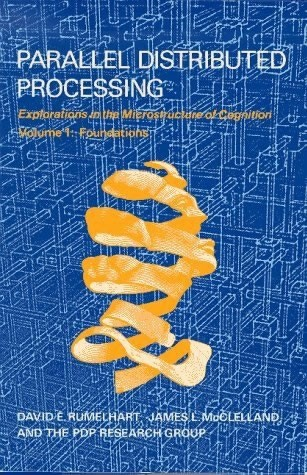 PARALLEL DISTRIBUTED
PROCESSING
Explorations in the Microstructure of Cognition
Volume 1: Foundations
DAVID E. RUMELHART, JAMES L. McCLELLAND,
AND THE PDP RESEARCH GROUP